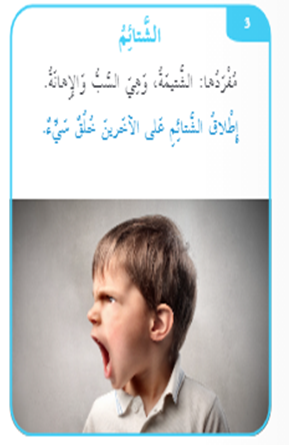 3
الشَّتائِمُ
مُفْرَدُها: الشَّتيمَةُ، وَهِيَ السَّبُّ وَالإِهانَةُ.
إِطْلاقُ الشَّتائِمِ عَلى الآخَرينَ خُلُقٌ سَيِّئٌ.